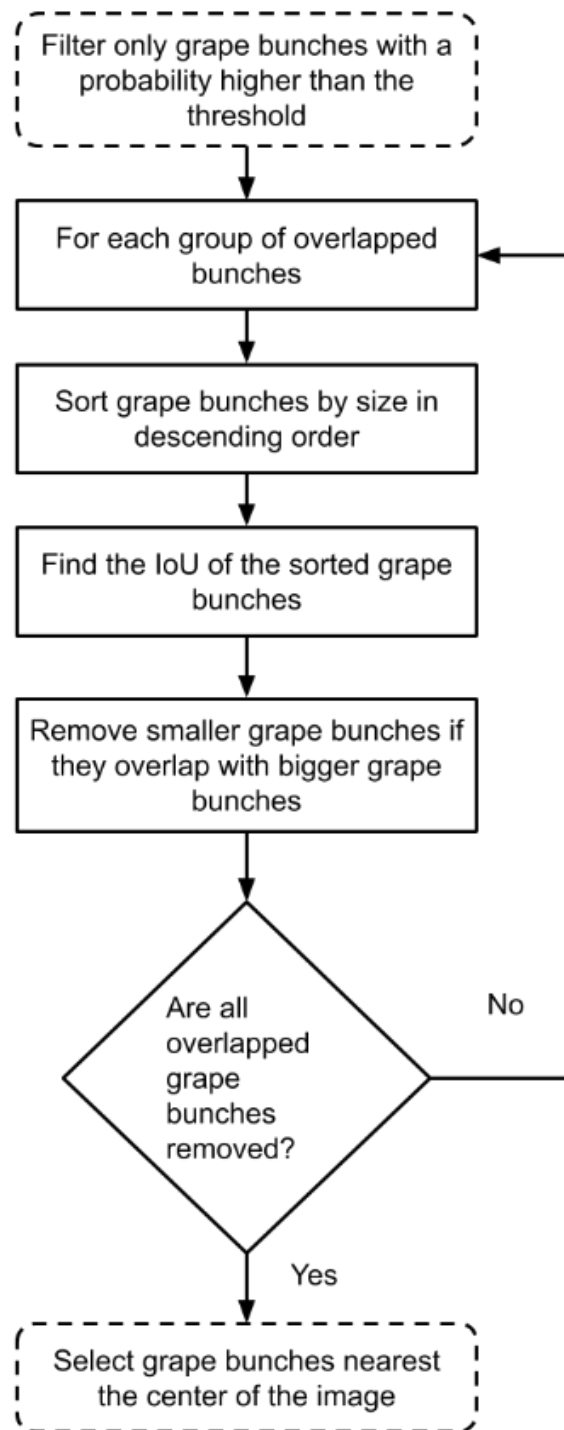 Filter only grape bunches with a
probability higher than the
threshold
For each group of overlapped
bunches
Sort grape bunches by size in
descending order
Find the IoU of the sorted grape
bunches
Remove smaller grape bunches if
they overlap with bigger grape
bunches
Are all
overlapped
grape
bunches
removed?
No
Yes
Select grape bunches nearest
the center of the image